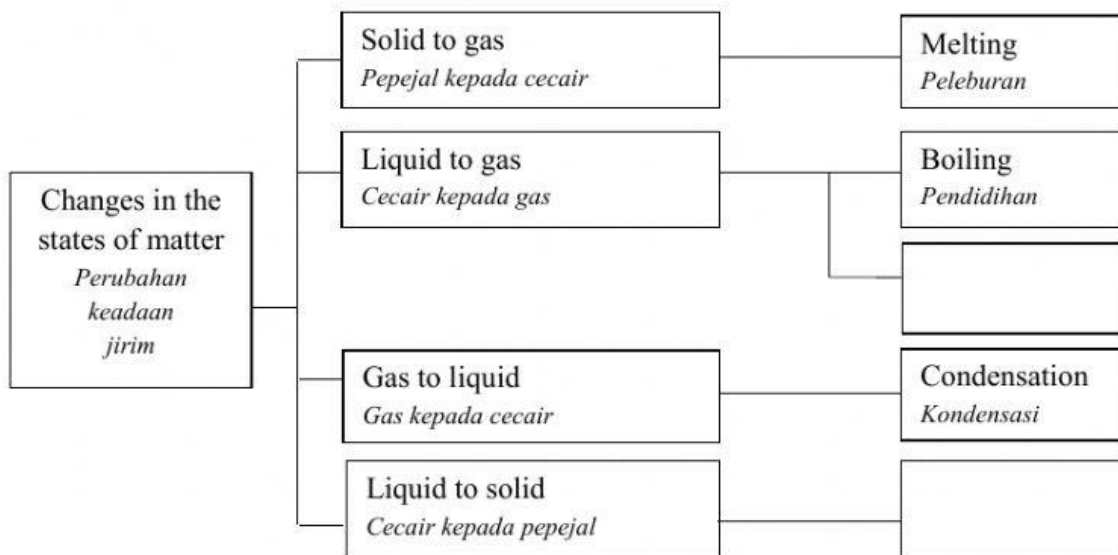 Changes in the
states of matter
Perubahan
keadaan
jirim
Solid to gas
Pepejal kepada cecair
Melting
Peleburan
Liquid to gas
Cecair kepada gas
Boiling
Pendidihan
Gas to liquid
Gas kepada cecair
Condensation
Kondensasi
Liquid to solid
Cecair kepada pepejal